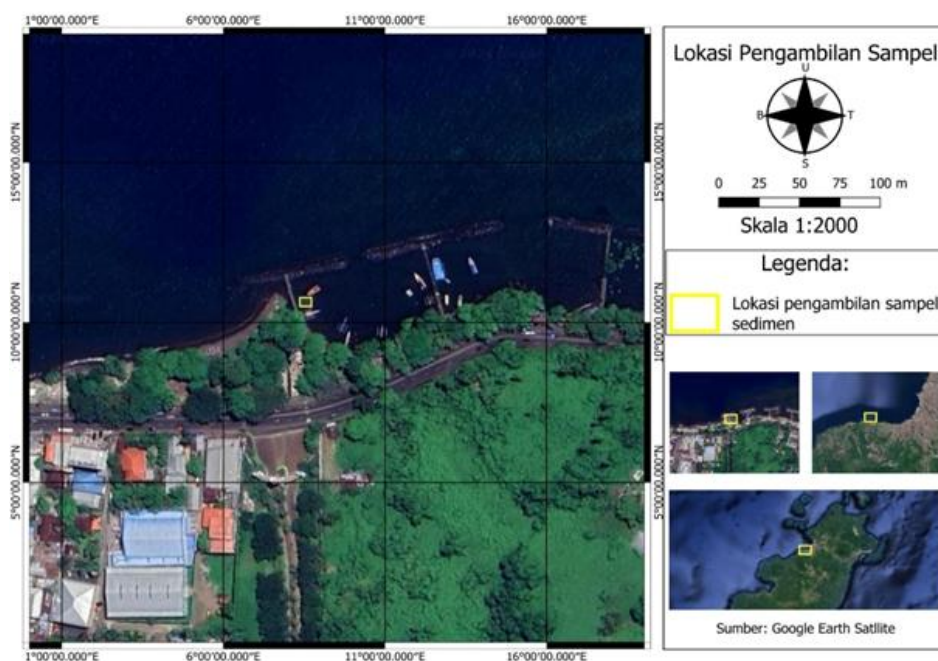 1°00'00.000"E 6°00'00.000"E 11°00'00.000"E 16°00'00.000"E
15°00'00.000"N
10°00'00.000"N
5°00'00.000"N
15°00'00.000"N
10°00'00.000"N
5°00'00.000"N
1°00'00.000"E 6°00'00.000"E 11°00'00.000"E 16°00'00.000"E
Lokasi Pengambilan Sampel
U
B T
S
0 25 50 75 100 m
Skala 1:2000
Legenda:
Lokasi pengambilan sampel
sedimen
Sumber: Google Earth Satllite